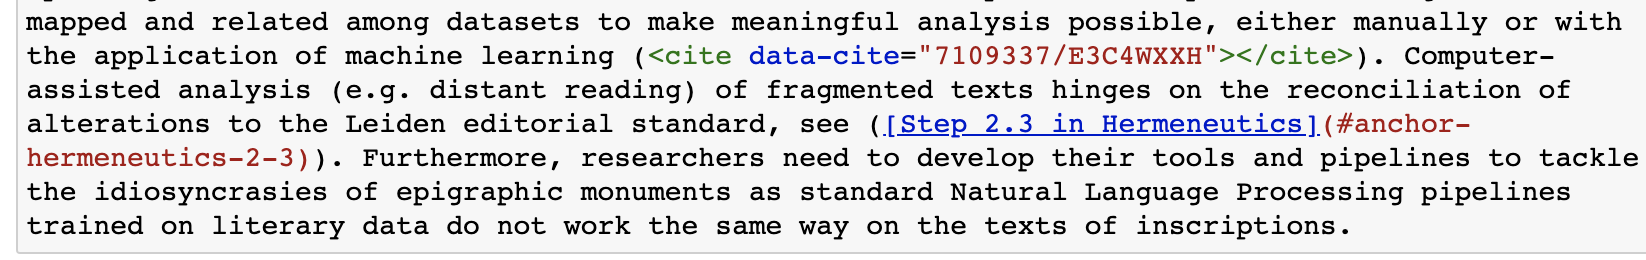 mapped and related among datasets to make meaningful analysis possible, either manually or with
the application of machine learning (<cite data-cite="7109337/E3C4WXXH"></cite>). Computer-
assisted analysis (e.g. distant reading) of fragmented texts hinges on the reconciliation of
alterations to the Leiden editorial standard, see ([Step 2.3 in Hermeneutics](#anchor-
hermeneutics-2-3)). Furthermore, researchers need to develop their tools and pipelines to tackle
the idiosyncrasies of epigraphic monuments as standard Natural Language Processing pipelines
trained on literary data do not work the same way on the texts of inscriptions.